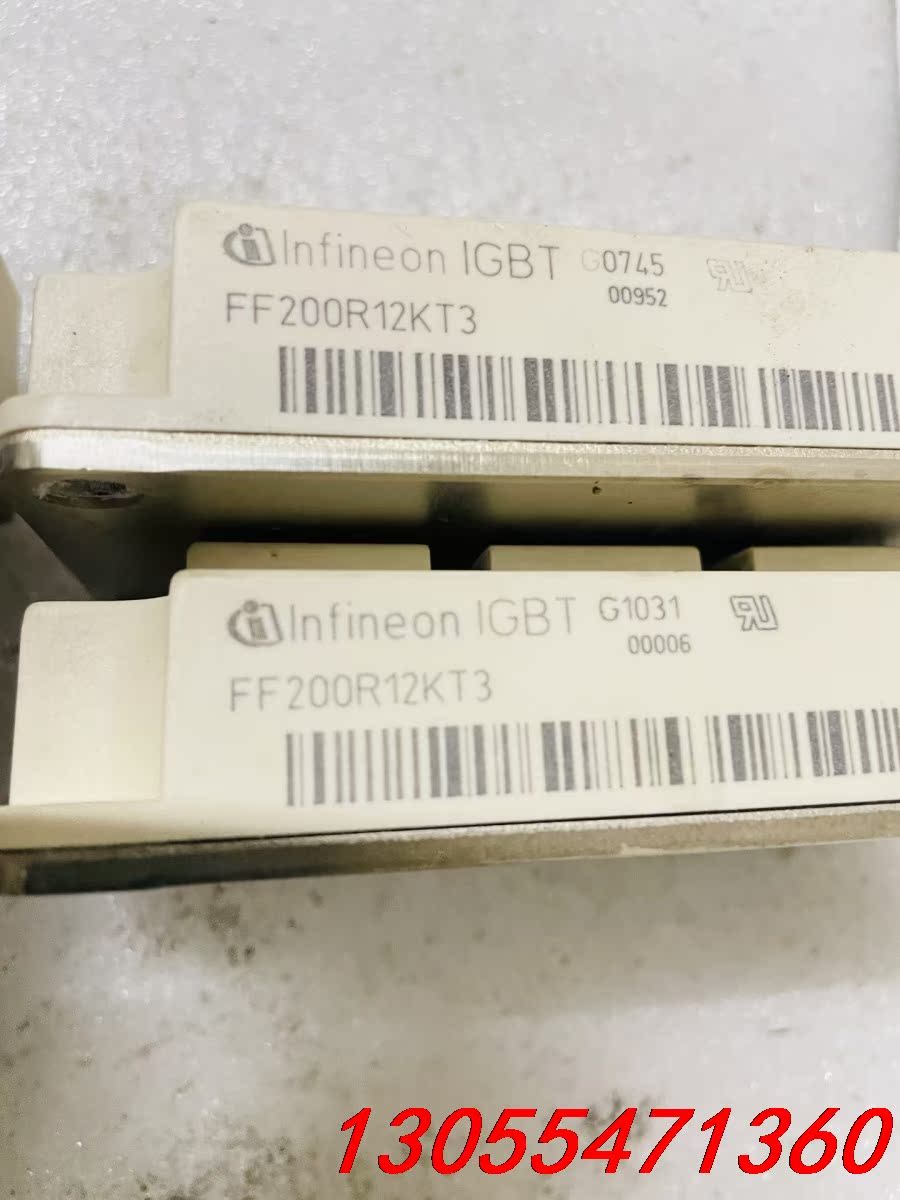 Infineon IGBT G0745
00952
FF200R12KT3
Infineon IGBT G1031
00006
FF200R12KT3
13055471360